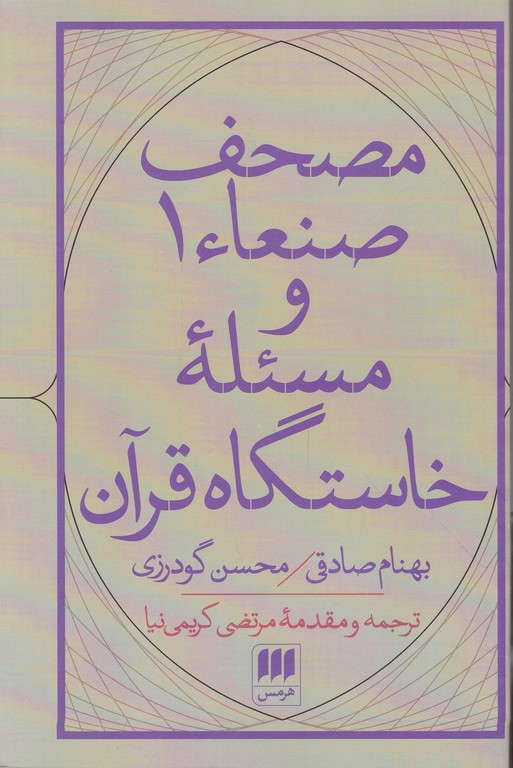 مصحف
صنعاء ۱
و
مسئلهٔ
خاستگاه قرآن
بهنام صادقی / محسن گودرزی
ترجمه و مقدمهٔ مرتضی کریمی‌نیا
هرمس